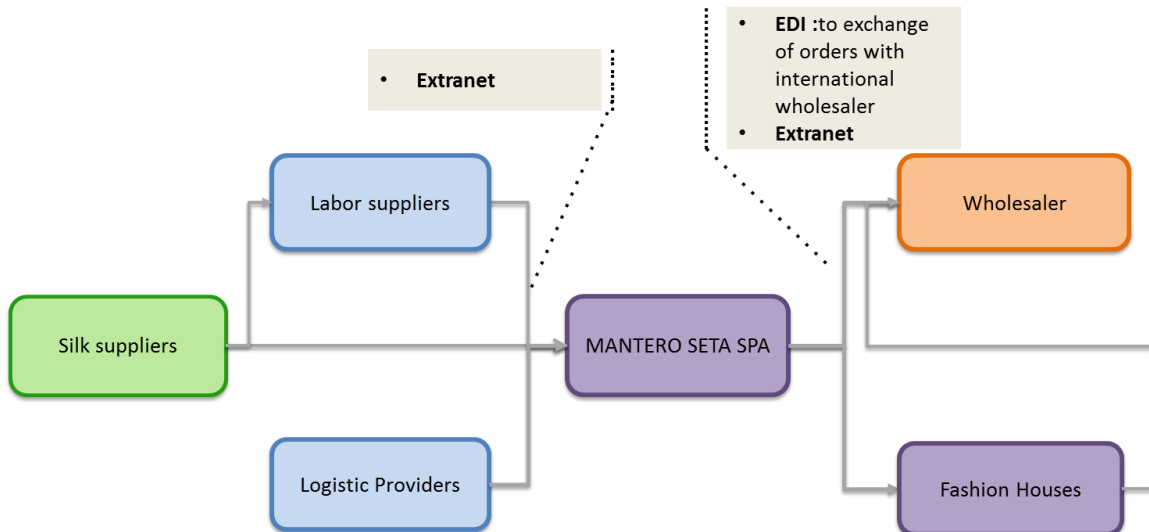 • EDI :to exchange
of orders with
international
wholesaler
• Extranet
• Extranet
Labor suppliers
Wholesaler
Silk suppliers
MANTERO SETA SPA
Logistic Providers
Fashion Houses